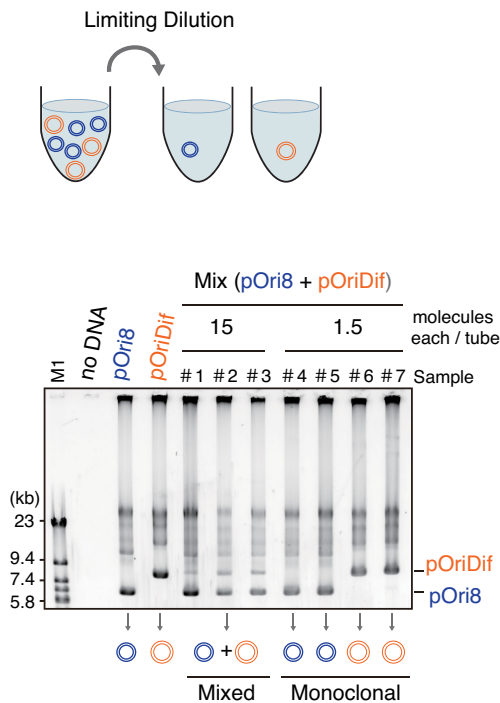 Limiting Dilution
Mix (pOri8 + pOriDif)
15 1.5 molecules
each / tube
M1 no DNA pOri8 pOriDif #1 #2 #3 #4 #5 #6 #7 Sample
(kb)
23
9.4
7.4
5.8
pOriDif
pOri8
+
Mixed Monoclonal